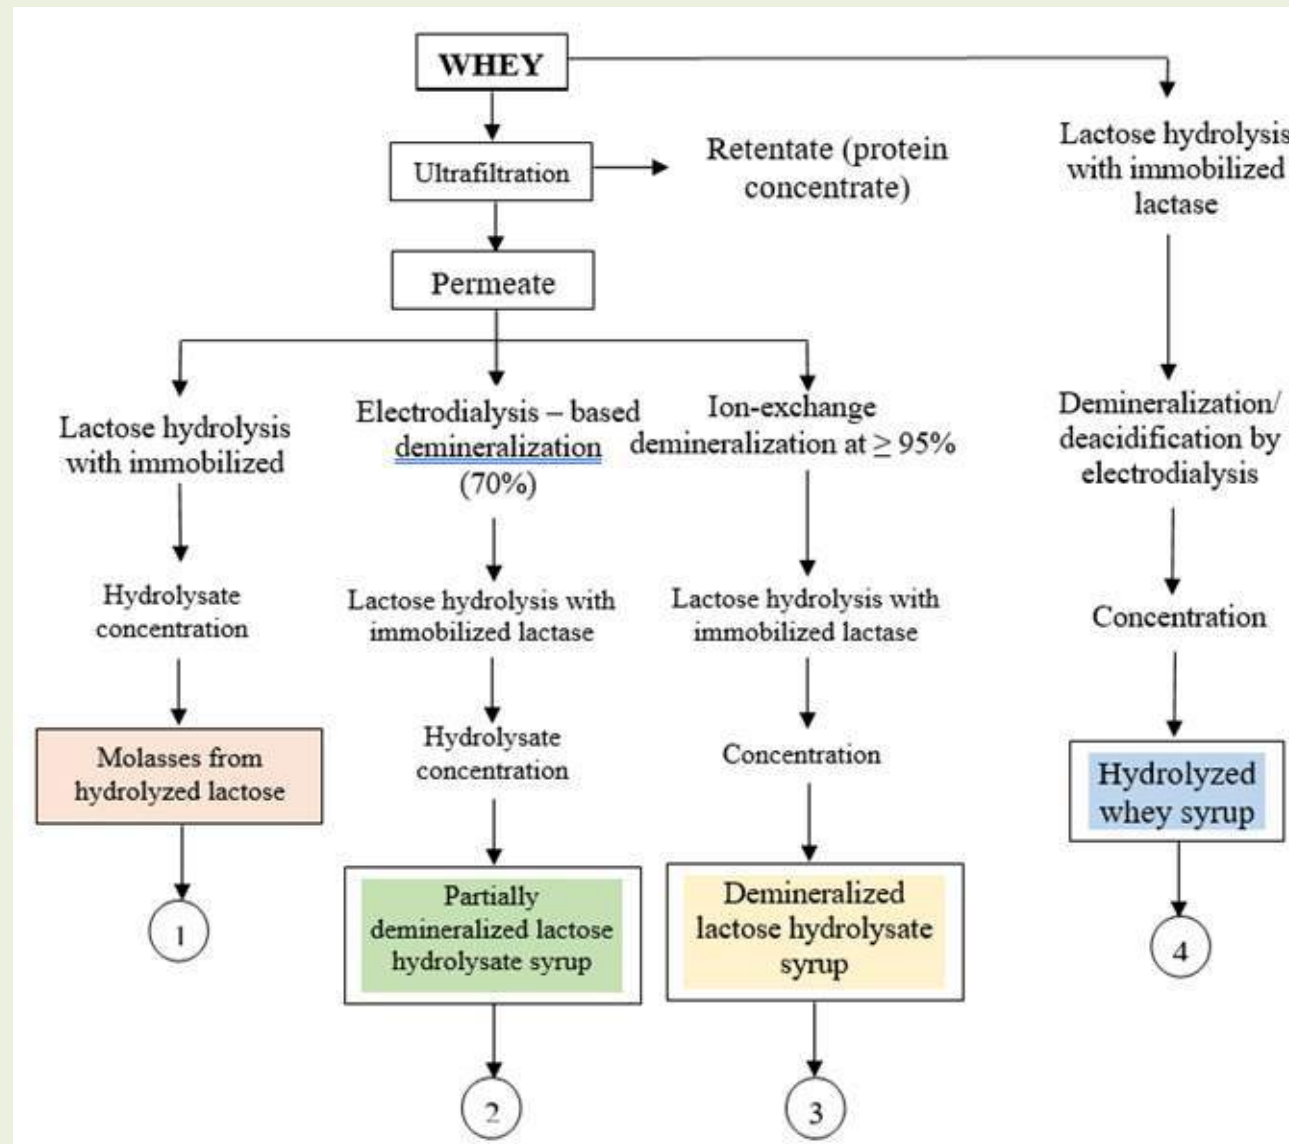 WHEY
Ultrafiltration
Retentate (protein
concentrate)
Permeate
Lactose hydrolysis
with immobilized
lactase
Lactose hydrolysis
with immobilized
Electrodialysis – based
demineralization
(70%)
Ion-exchange
demineralization at ≥ 95%
Demineralization/
deacidification by
electrodialysis
Hydrolysate
concentration
Lactose hydrolysis with
immobilized lactase
Lactose hydrolysis with
immobilized lactase
Concentration
Molasses from
hydrolyzed lactose
Hydrolysate
concentration
Concentration
Hydrolyzed
whey syrup
Partially
demineralized lactose
hydrolysate syrup
Demineralized
lactose hydrolysate
syrup
1
4
2
3